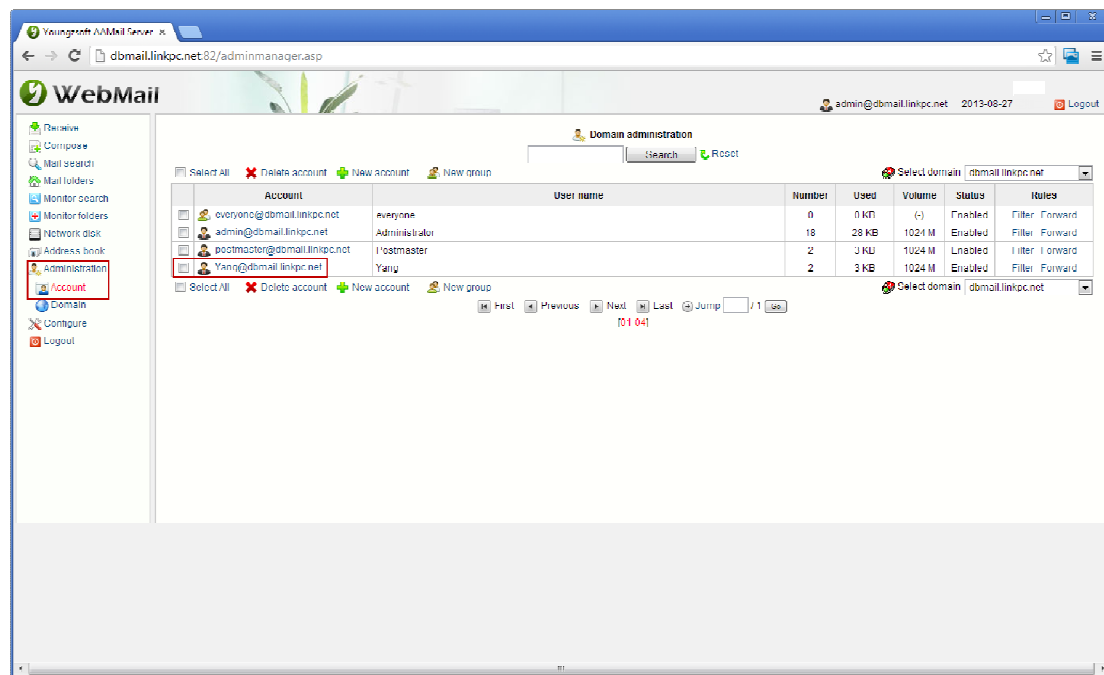 Youngzsoft AAMail Server
dbmail.linkpc.net:82/adminmanager.asp
WebMail
admin@dbmail.linkpc.net 2013-08-27 Logout
Receive
Compose
Mail search
Mail folders
Monitor search
Monitor folders
Network disk
Address book
Administration
Account
Domain
Configure
Logout
Domain administration
Search Reset
Select All Delete account New account New group Select domain dbmail.linkpc.net
Account User name Number Used Volume Status Rules
everyone@dbmail.linkpc.net everyone 0 0 KB (-) Enabled Filter Forward
admin@dbmail.linkpc.net Administrator 18 28 KB 1024 M Enabled Filter Forward
postmaster@dbmail.linkpc.net Postmaster 2 3 KB 1024 M Enabled Filter Forward
Yang@dbmail.linkpc.net Yang 2 3 KB 1024 M Enabled Filter Forward
Select All Delete account New account New group Select domain dbmail.linkpc.net
First Previous Next Last Jump / 1 Go
[01-04]